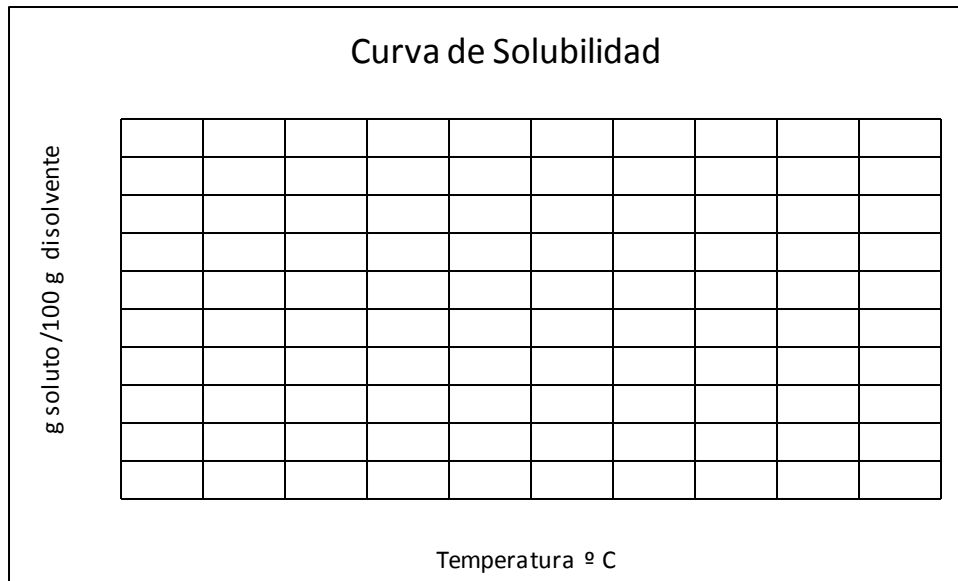 Curva de Solubilidad
g soluto/100 g disolvente
Temperatura º C